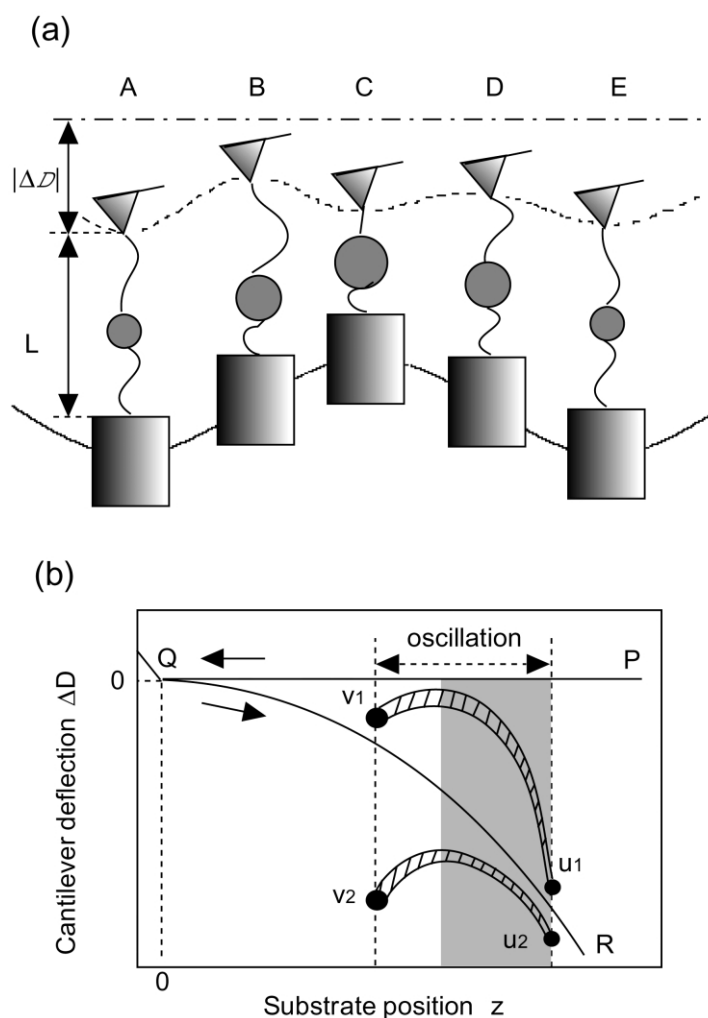 (a)
A B C D E
|ΔD|
L
(b)
oscillation
Q P
0
v1
u1
v2
u2
R
0
Cantilever deflection ΔD
Substrate position z